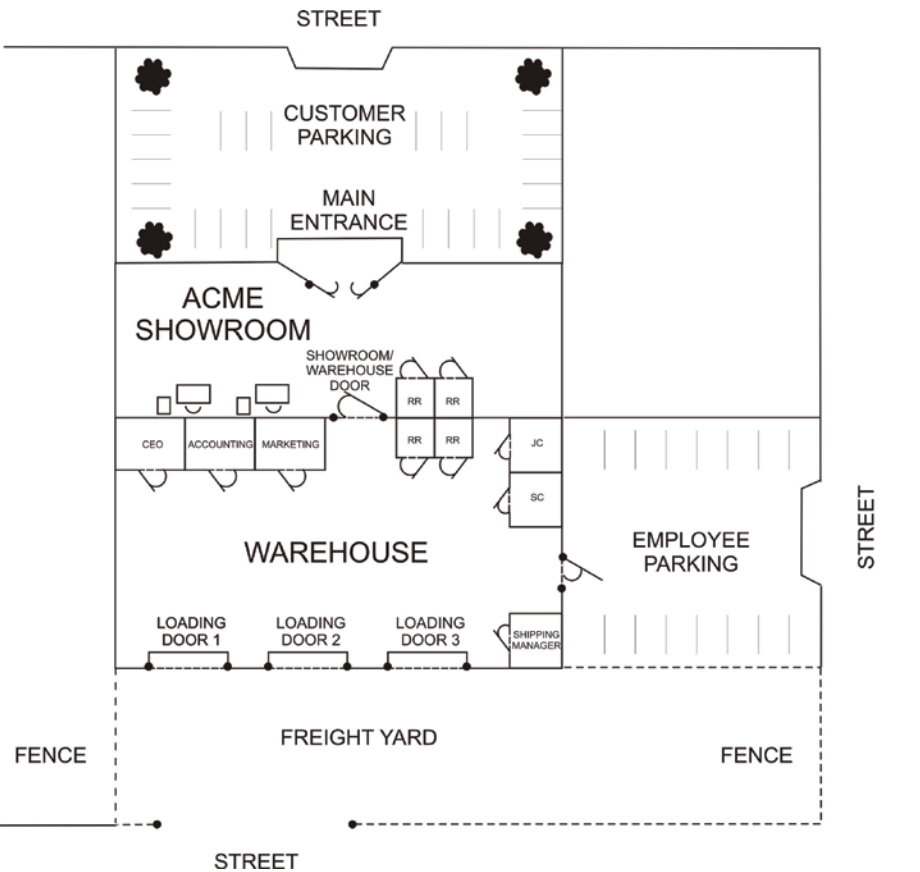 STREET
CUSTOMER
PARKING
MAIN
ENTRANCE
ACME
SHOWROOM
SHOWROOM/
WAREHOUSE
DOOR
RR
RR
CEO
ACCOUNTING
MARKETING
RR
RR
JC
SC
WAREHOUSE
EMPLOYEE
PARKING
STREET
LOADING
DOOR 1
LOADING
DOOR 2
LOADING
DOOR 3
SHIPPING
MANAGER
FREIGHT YARD
FENCE
FENCE
STREET